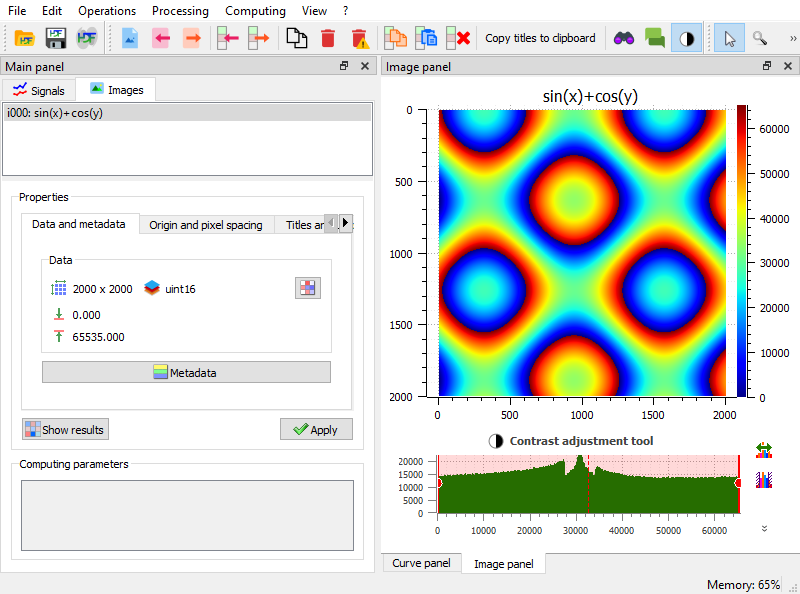 File Edit Operations Processing Computing View ?
Copy titles to clipboard »
Main panel
Image panel
Signals Images
i000: sin(x)+cos(y)
Properties
Data and metadata Origin and pixel spacing Titles ar
Data
2000 x 2000 uint16
0.000
65535.000
Metadata
Show results Apply
Computing parameters
sin(x)+cos(y)
0
500
1000
1500
2000
0 500 1000 1500 2000
60000
50000
40000
30000
20000
10000
0
Contrast adjustment tool
20000
15000
10000
5000
0
0 10000 20000 30000 40000 50000 60000
Curve panel Image panel
Memory: 65%